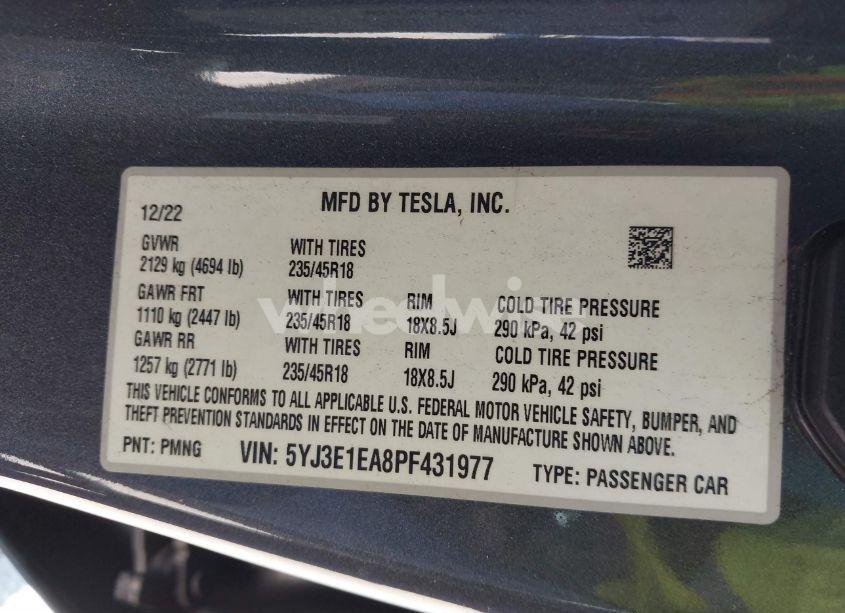 MFD BY TESLA, INC.
12/22
GVWR WITH TIRES
2129 kg (4694 lb) 235/45R18
GAWR FRT WITH TIRES RIM COLD TIRE PRESSURE
1110 kg (2447 lb) 235/45R18 18X8.5J 290 kPa, 42 psi
GAWR RR WITH TIRES RIM COLD TIRE PRESSURE
1257 kg (2771 lb) 235/45R18 18X8.5J 290 kPa, 42 psi
THIS VEHICLE CONFORMS TO ALL APPLICABLE U.S. FEDERAL MOTOR VEHICLE SAFETY, BUMPER, AND
THEFT PREVENTION STANDARDS IN EFFECT ON THE DATE OF MANUFACTURE SHOWN ABOVE.
PNT: PMNG VIN: 5YJ3E1EA8PF431977 TYPE: PASSENGER CAR